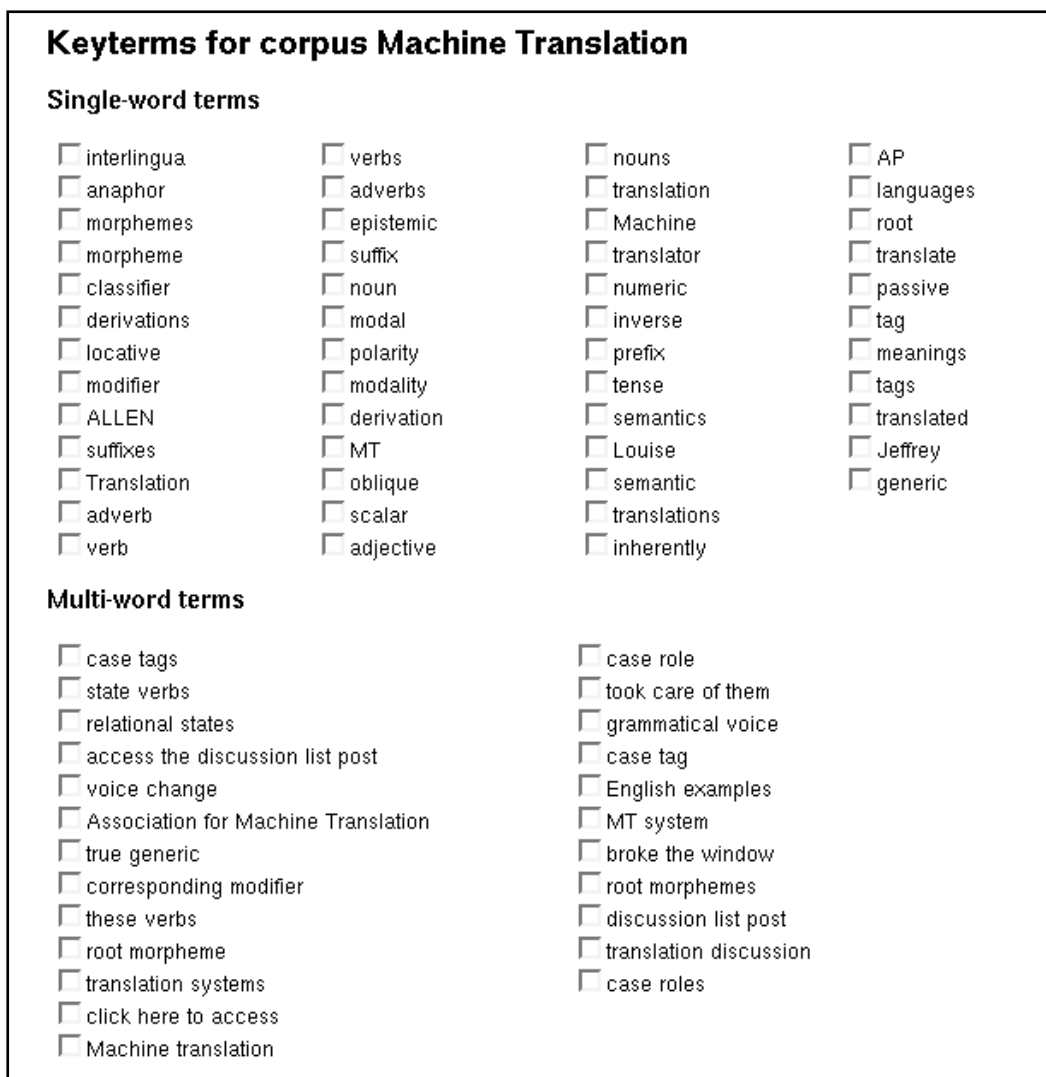 Keyterms for corpus Machine Translation
Single-word terms
interlingua verbs nouns AP
anaphor adverbs translation languages
morphemes epistemic Machine root
morpheme suffix translator translate
classifier noun numeric passive
derivations modal inverse tag
locative polarity prefix meanings
modifier modality tense tags
ALLEN derivation semantics translated
suffixes MT Louise Jeffrey
Translation oblique semantic generic
adverb scalar translations
verb adjective inherently
Multi-word terms
case tags case role
state verbs took care of them
relational states grammatical voice
access the discussion list post case tag
voice change English examples
Association for Machine Translation MT system
true generic broke the window
corresponding modifier root morphemes
these verbs discussion list post
root morpheme translation discussion
translation systems case roles
click here to access
Machine translation